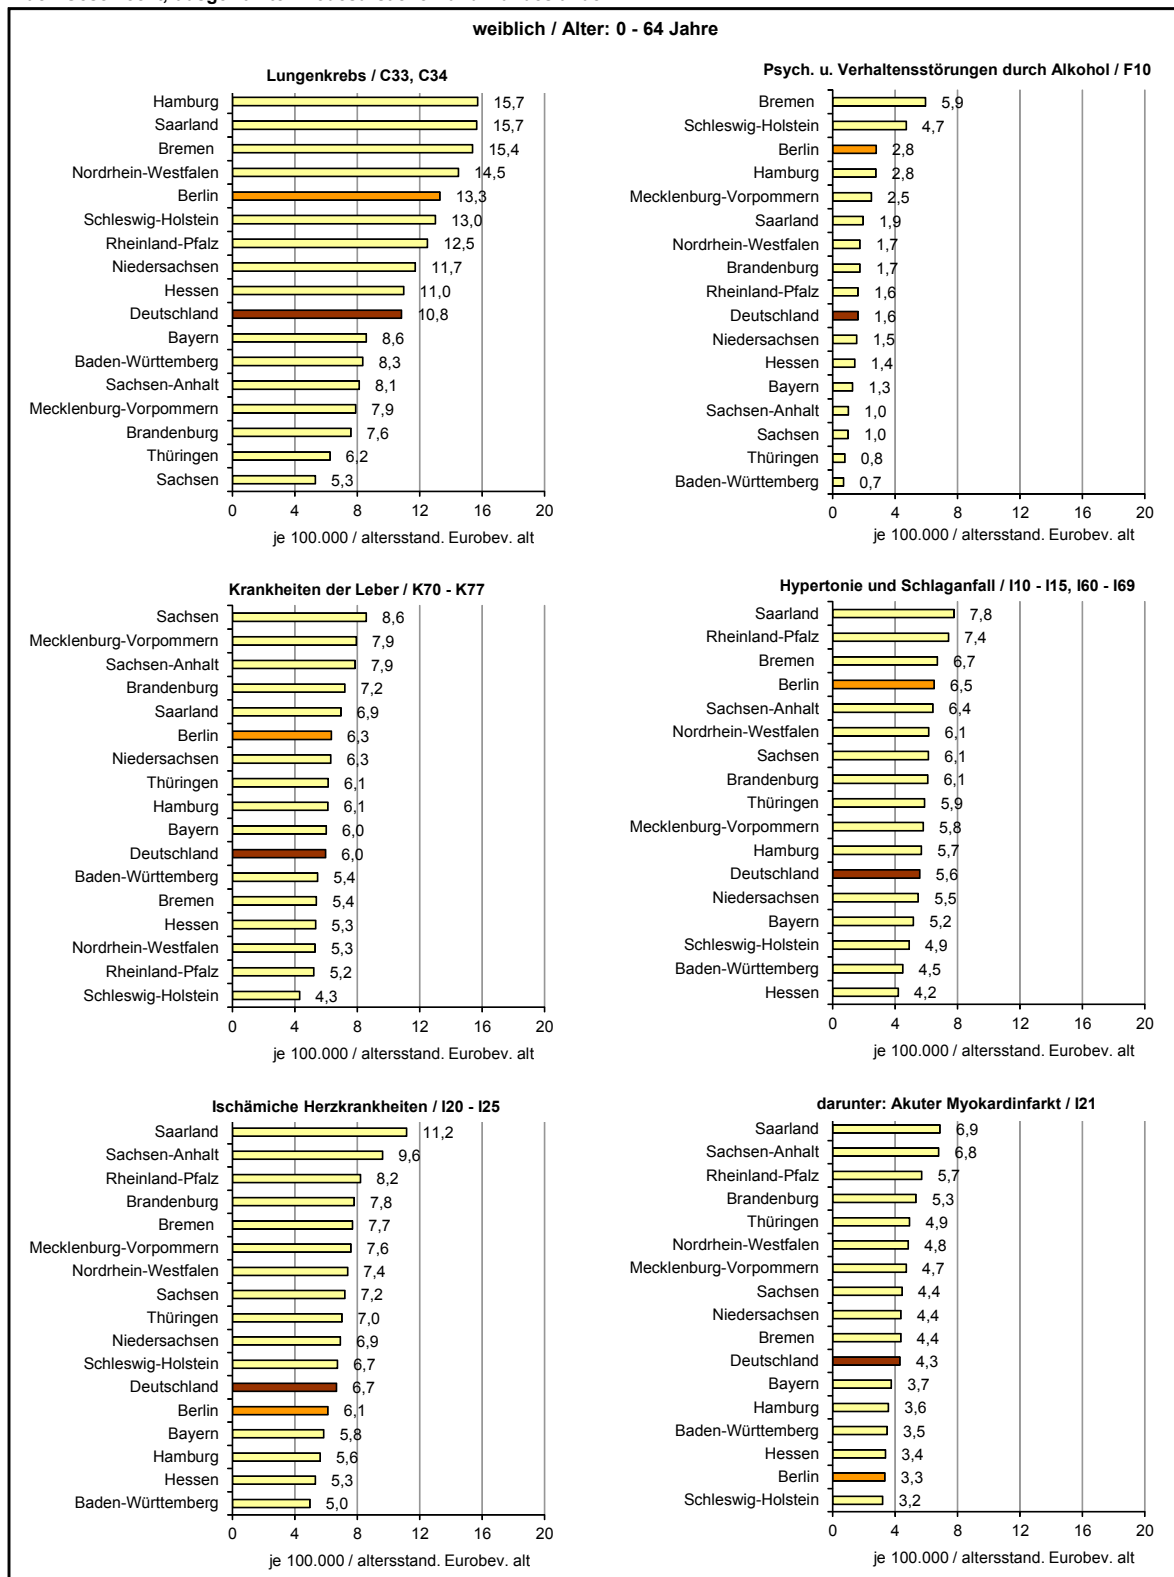 weiblich / Alter: 0 - 64 Jahre
Lungenkrebs / C33, C34
Hamburg 15,7
Saarland 15,7
Bremen 15,4
Nordrhein-Westfalen 14,5
Berlin 13,3
Schleswig-Holstein 13,0
Rheinland-Pfalz 12,5
Niedersachsen 11,7
Hessen 11,0
Deutschland 10,8
Bayern 8,6
Baden-Württemberg 8,3
Sachsen-Anhalt 8,1
Mecklenburg-Vorpommern 7,9
Brandenburg 7,6
Thüringen 6,2
Sachsen 5,3
0 4 8 12 16 20
je 100.000 / altersstand. Eurobev. alt
Psych. u. Verhaltensstörungen durch Alkohol / F10
Bremen 5,9
Schleswig-Holstein 4,7
Berlin 2,8
Hamburg 2,8
Mecklenburg-Vorpommern 2,5
Saarland 1,9
Nordrhein-Westfalen 1,7
Brandenburg 1,7
Rheinland-Pfalz 1,6
Deutschland 1,6
Niedersachsen 1,5
Hessen 1,4
Bayern 1,3
Sachsen-Anhalt 1,0
Sachsen 1,0
Thüringen 0,8
Baden-Württemberg 0,7
0 4 8 12 16 20
je 100.000 / altersstand. Eurobev. alt
Krankheiten der Leber / K70 - K77
Sachsen 8,6
Mecklenburg-Vorpommern 7,9
Sachsen-Anhalt 7,9
Brandenburg 7,2
Saarland 6,9
Berlin 6,3
Niedersachsen 6,3
Thüringen 6,1
Hamburg 6,1
Bayern 6,0
Deutschland 6,0
Baden-Württemberg 5,4
Bremen 5,4
Hessen 5,3
Nordrhein-Westfalen 5,3
Rheinland-Pfalz 5,2
Schleswig-Holstein 4,3
0 4 8 12 16 20
je 100.000 / altersstand. Eurobev. alt
Hypertonie und Schlaganfall / I10 - I15, I60 - I69
Saarland 7,8
Rheinland-Pfalz 7,4
Bremen 6,7
Berlin 6,5
Sachsen-Anhalt 6,4
Nordrhein-Westfalen 6,1
Sachsen 6,1
Brandenburg 6,1
Thüringen 5,9
Mecklenburg-Vorpommern 5,8
Hamburg 5,7
Deutschland 5,6
Niedersachsen 5,5
Bayern 5,2
Schleswig-Holstein 4,9
Baden-Württemberg 4,5
Hessen 4,2
0 4 8 12 16 20
je 100.000 / altersstand. Eurobev. alt
Ischämiche Herzkrankheiten / I20 - I25
Saarland 11,2
Sachsen-Anhalt 9,6
Rheinland-Pfalz 8,2
Brandenburg 7,8
Bremen 7,7
Mecklenburg-Vorpommern 7,6
Nordrhein-Westfalen 7,4
Sachsen 7,2
Thüringen 7,0
Niedersachsen 6,9
Schleswig-Holstein 6,7
Deutschland 6,7
Berlin 6,1
Bayern 5,8
Hamburg 5,6
Hessen 5,3
Baden-Württemberg 5,0
0 4 8 12 16 20
je 100.000 / altersstand. Eurobev. alt
darunter: Akuter Myokardinfarkt / I21
Saarland 6,9
Sachsen-Anhalt 6,8
Rheinland-Pfalz 5,7
Brandenburg 5,3
Thüringen 4,9
Nordrhein-Westfalen 4,8
Mecklenburg-Vorpommern 4,7
Sachsen 4,4
Niedersachsen 4,4
Bremen 4,4
Deutschland 4,3
Bayern 3,7
Hamburg 3,6
Baden-Württemberg 3,5
Hessen 3,4
Berlin 3,3
Schleswig-Holstein 3,2
0 4 8 12 16 20
je 100.000 / altersstand. Eurobev. alt